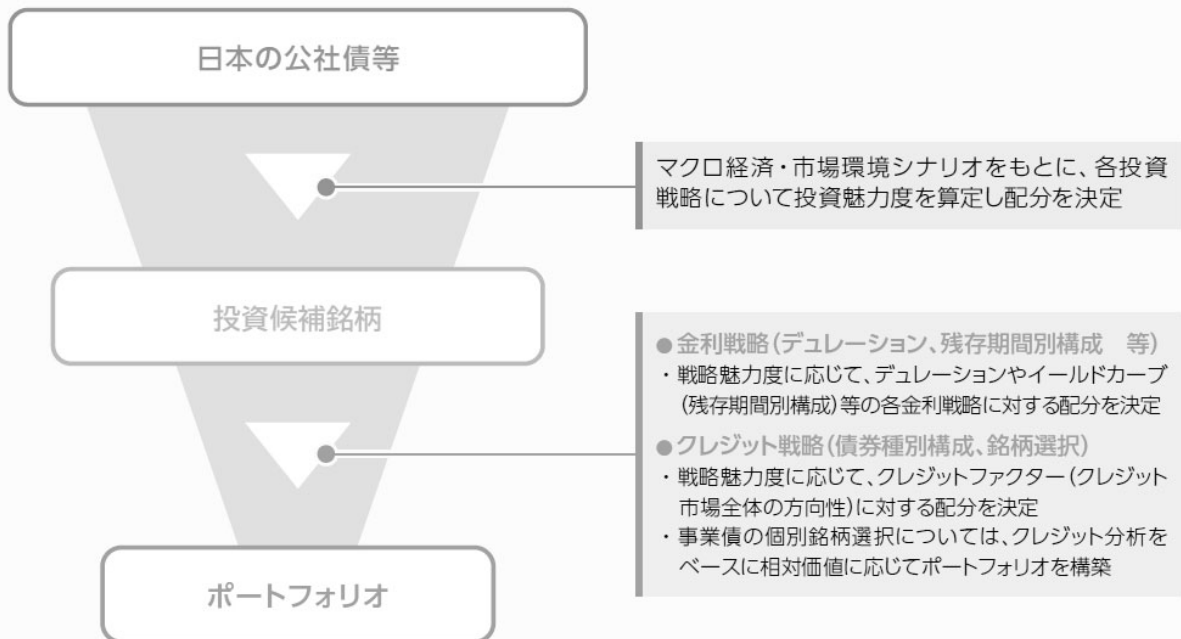 日本の公社債等
マクロ経済・市場環境シナリオをもとに、各投資
戦略について投資魅力度を算定し配分を決定
投資候補銘柄
●金利戦略(デュレーション、残存期間別構成　等)
・戦略魅力度に応じて、デュレーションやイールドカーブ
(残存期間別構成)等の各金利戦略に対する配分を決定
●クレジット戦略(債券種別構成、銘柄選択)
・戦略魅力度に応じて、クレジットファクター(クレジット
市場全体の方向性)に対する配分を決定
・事業債の個別銘柄選択については、クレジット分析を
ベースに相対価値に応じてポートフォリオを構築
ポートフォリオ